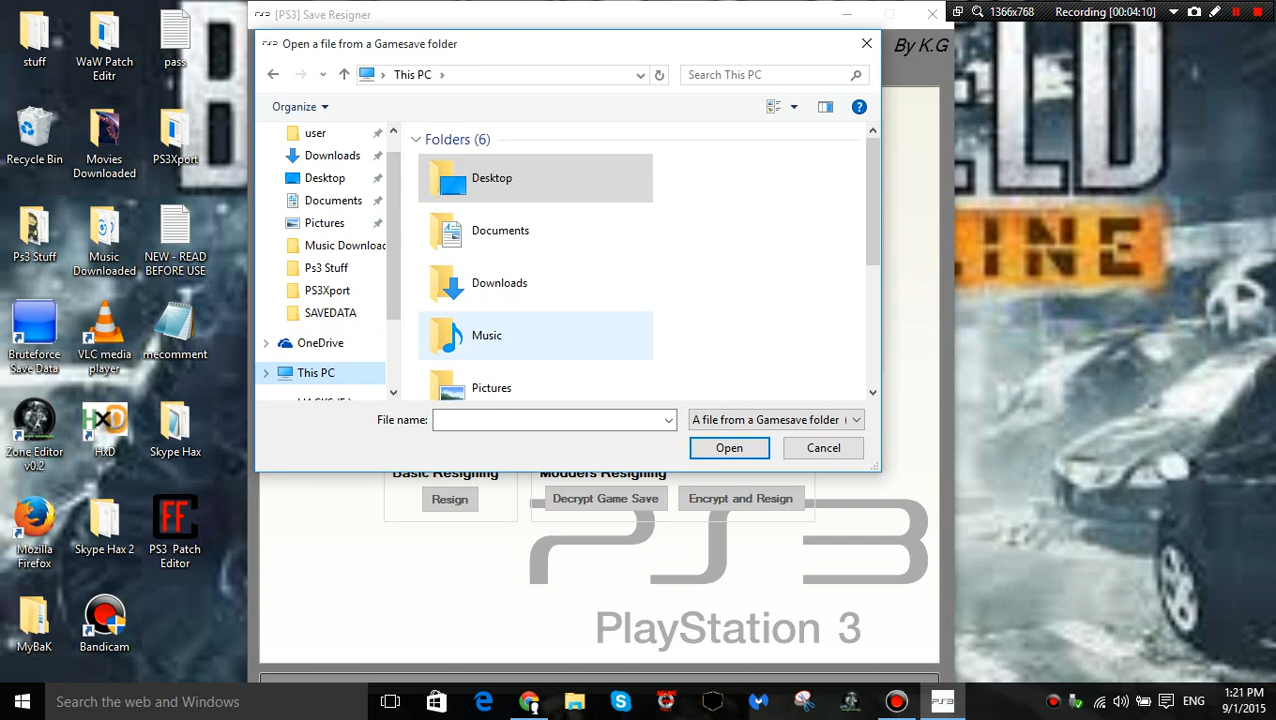 [PS3] Save Resigner
1366x768
Recording [00:04:10]
By K.G
Open a file from a Gamesave folder
This PC
Search This PC
Organize
user
Downloads
Desktop
Documents
Pictures
Music Downloac
Ps3 Stuff
PS3Xport
SAVEDATA
OneDrive
This PC
Folders (6)
Desktop
Documents
Downloads
Music
Pictures
File name:
A file from a Gamesave folder
Open
Cancel
Basic Resigning
Resign
Modders Resigning
Decrypt Game Save
Encrypt and Resign
PS3
PlayStation 3
stuff
WaW Patch
Editr
pass
Recycle Bin
Movies
Downloaded
PS3Xport
Ps3 Stuff
Music
Downloaded
NEW - READ
BEFORE USE
Bruteforce
Save Data
VLC media
player
mecomment
Zone Editor
v0.2
HxD
HXD
Skype Hax
Mozilla
Firefox
Skype Hax 2
FF
PS3 Patch
Editor
MyBaK
Bandicam
Search the web and Windows
PS3
ENG
1:21 PM
9/1/2015